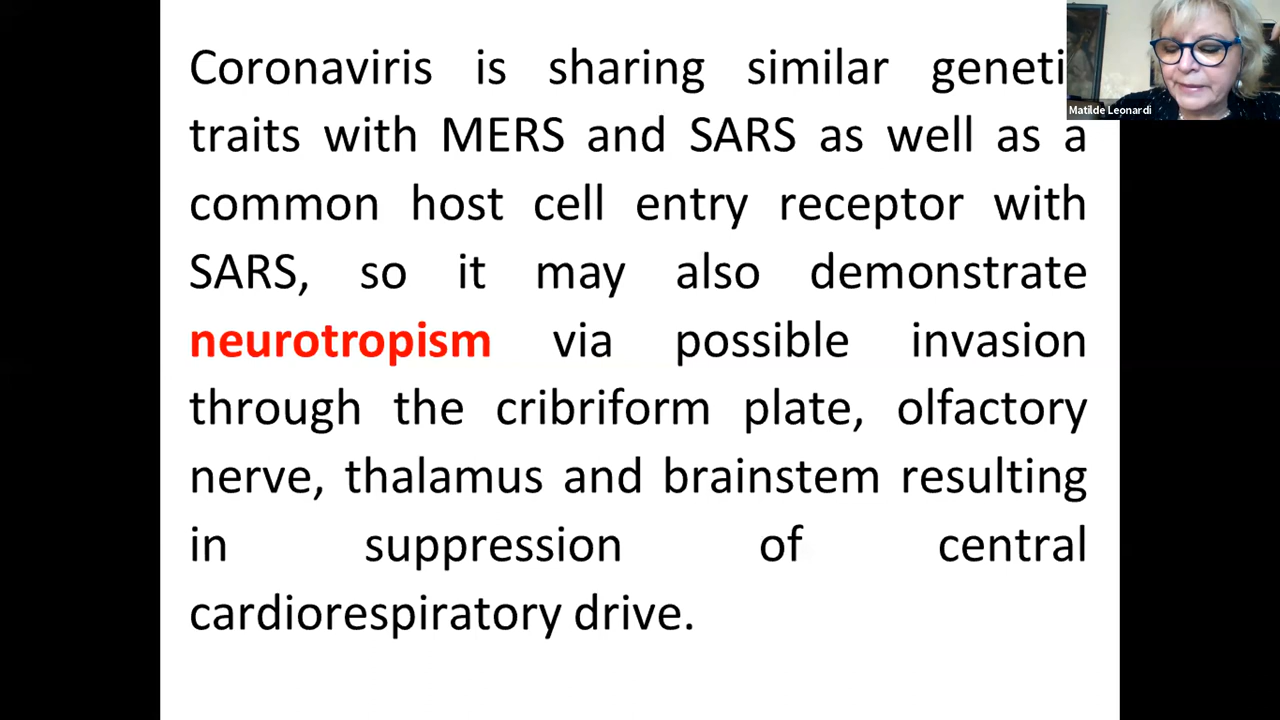 Coronaviris is sharing similar geneti
traits with MERS and SARS as well as a
common host cell entry receptor with
SARS, so it may also demonstrate
neurotropism via possible invasion
through the cribriform plate, olfactory
nerve, thalamus and brainstem resulting
in suppression of central
cardiorespiratory drive.
Matilde Leonardi